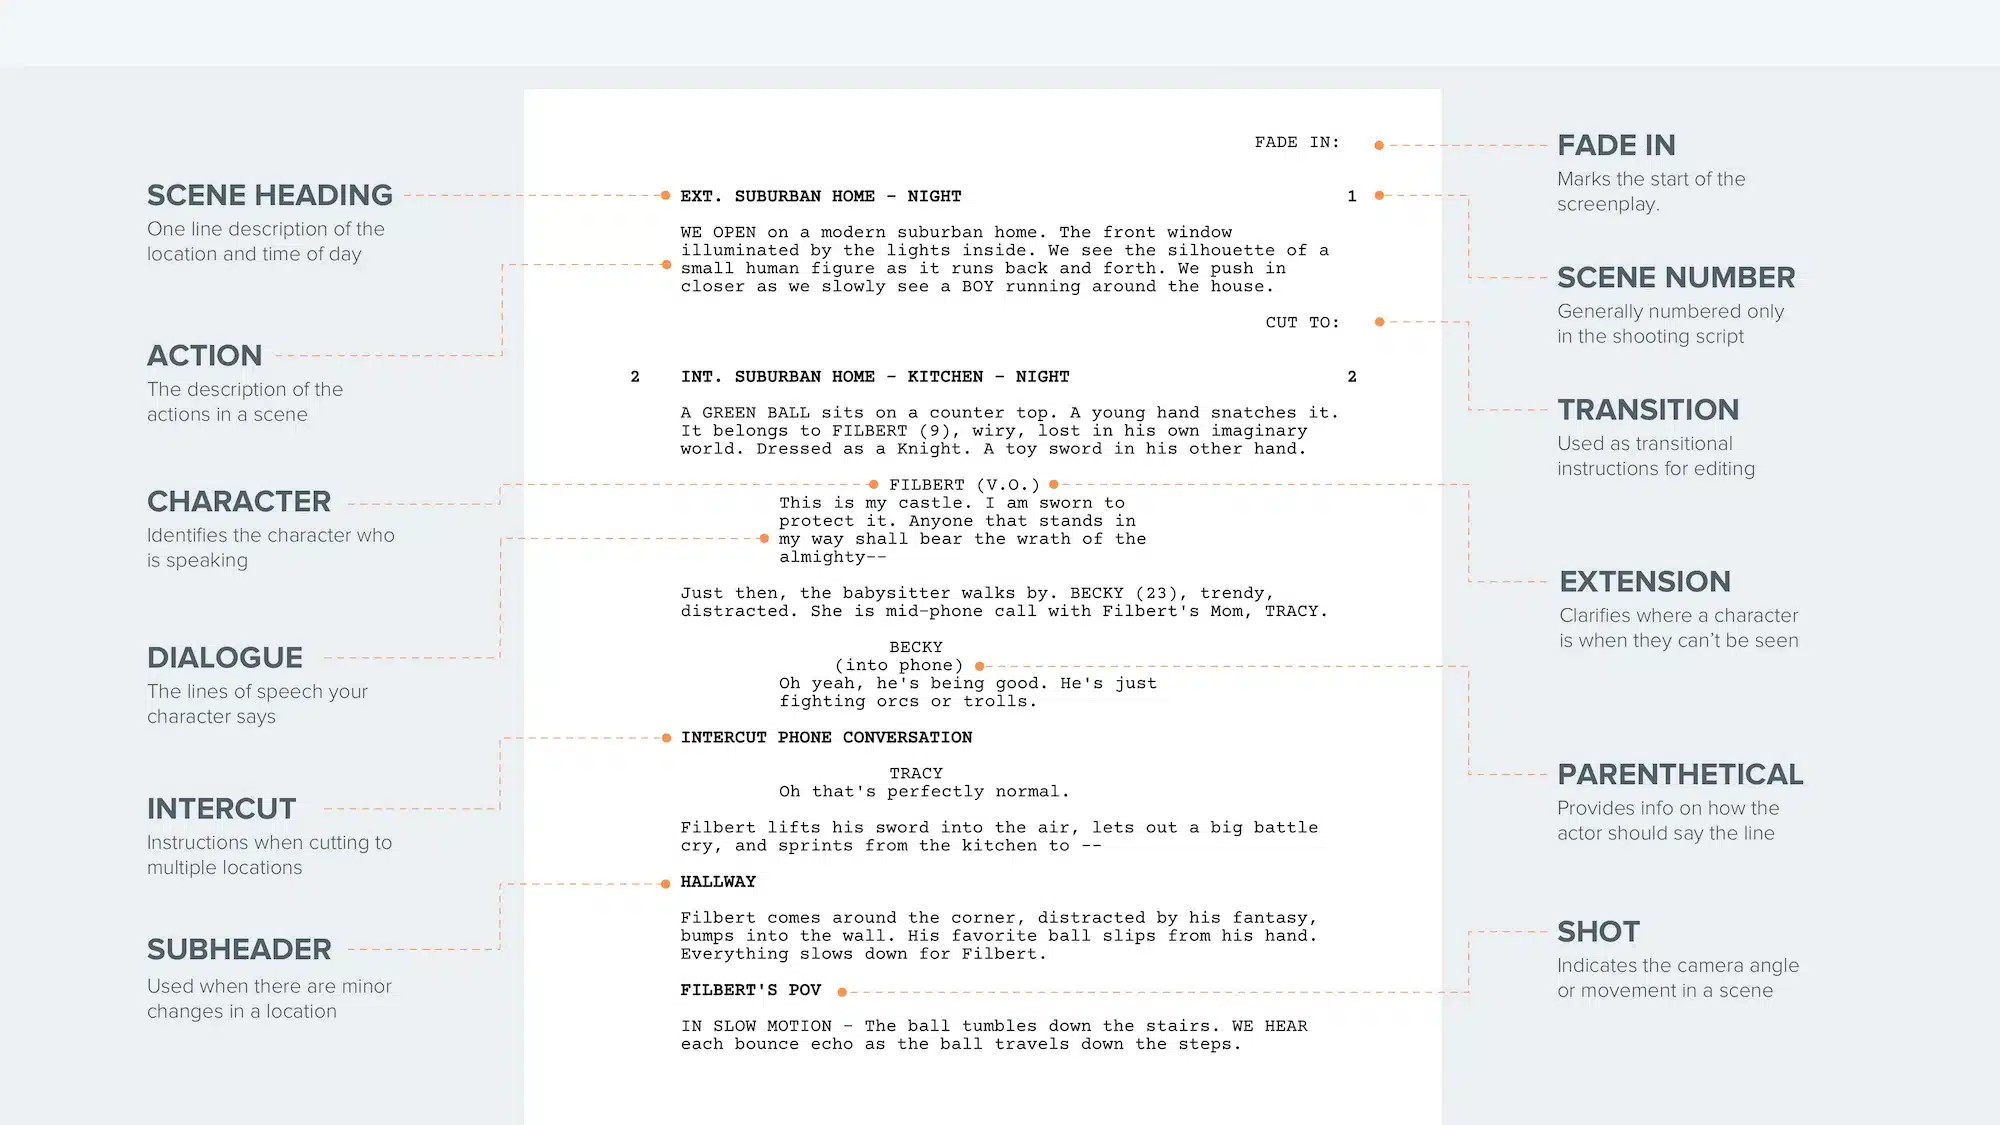 SCENE HEADING
One line description of the
location and time of day
ACTION
The description of the
actions in a scene
CHARACTER
Identifies the character who
is speaking
DIALOGUE
The lines of speech your
character says
INTERCUT
Instructions when cutting to
multiple locations
SUBHEADER
Used when there are minor
changes in a location
FADE IN:
EXT. SUBURBAN HOME - NIGHT 1
WE OPEN on a modern suburban home. The front window
illuminated by the lights inside. We see the silhouette of a
small human figure as it runs back and forth. We push in
closer as we slowly see a BOY running around the house.
CUT TO:
2 INT. SUBURBAN HOME - KITCHEN - NIGHT 2
A GREEN BALL sits on a counter top. A young hand snatches it.
It belongs to FILBERT (9), wiry, lost in his own imaginary
world. Dressed as a Knight. A toy sword in his other hand.
FILBERT (V.O.)
This is my castle. I am sworn to
protect it. Anyone that stands in
my way shall bear the wrath of the
almighty--
Just then, the babysitter walks by. BECKY (23), trendy,
distracted. She is mid-phone call with Filbert's Mom, TRACY.
BECKY
(into phone)
Oh yeah, he's being good. He's just
fighting orcs or trolls.
INTERCUT PHONE CONVERSATION
TRACY
Oh that's perfectly normal.
Filbert lifts his sword into the air, lets out a big battle
cry, and sprints from the kitchen to --
HALLWAY
Filbert comes around the corner, distracted by his fantasy,
bumps into the wall. His favorite ball slips from his hand.
Everything slows down for Filbert.
FILBERT'S POV
IN SLOW MOTION - The ball tumbles down the stairs. WE HEAR
each bounce echo as the ball travels down the steps.
FADE IN
Marks the start of the
screenplay.
SCENE NUMBER
Generally numbered only
in the shooting script
TRANSITION
Used as transitional
instructions for editing
EXTENSION
Clarifies where a character
is when they can't be seen
PARENTHETICAL
Provides info on how the
actor should say the line
SHOT
Indicates the camera angle
or movement in a scene